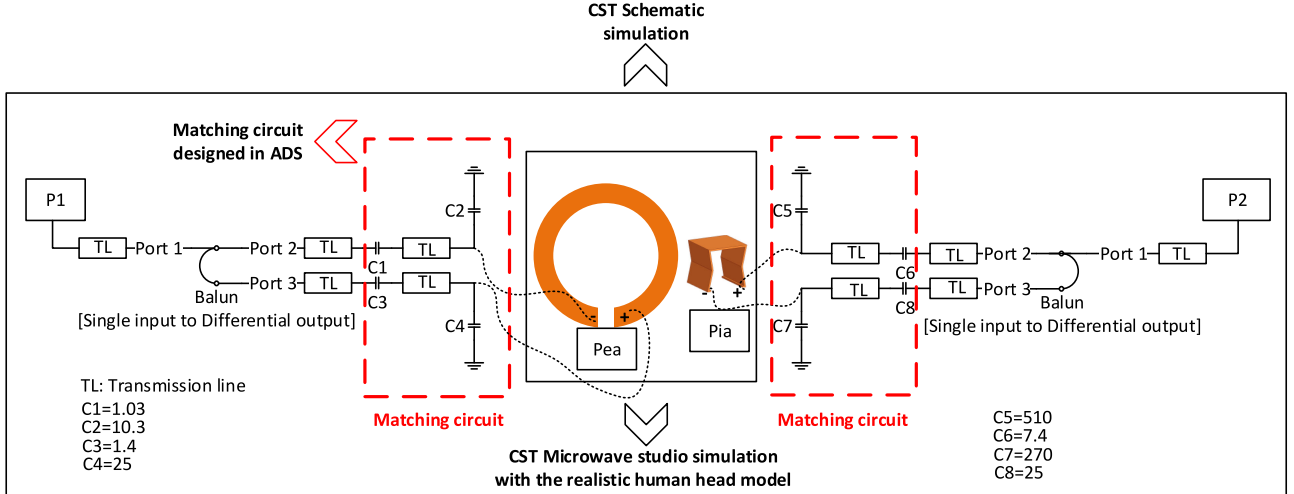 CST Schematic
simulation
Matching circuit
designed in ADS
P1
TL
Port 1
Port 2
TL
C1
TL
C2
Port 3
TL
C3
TL
C4
Balun
[Single input to Differential output]
-
+
Pea
-
+
Pia
C5
TL
C6
TL
Port 2
Port 1
TL
P2
C7
TL
C8
TL
Port 3
Balun
[Single input to Differential output]
TL: Transmission line
C1=1.03
C2=10.3
C3=1.4
C4=25
Matching circuit
Matching circuit
C5=510
C6=7.4
C7=270
C8=25
CST Microwave studio simulation
with the realistic human head model